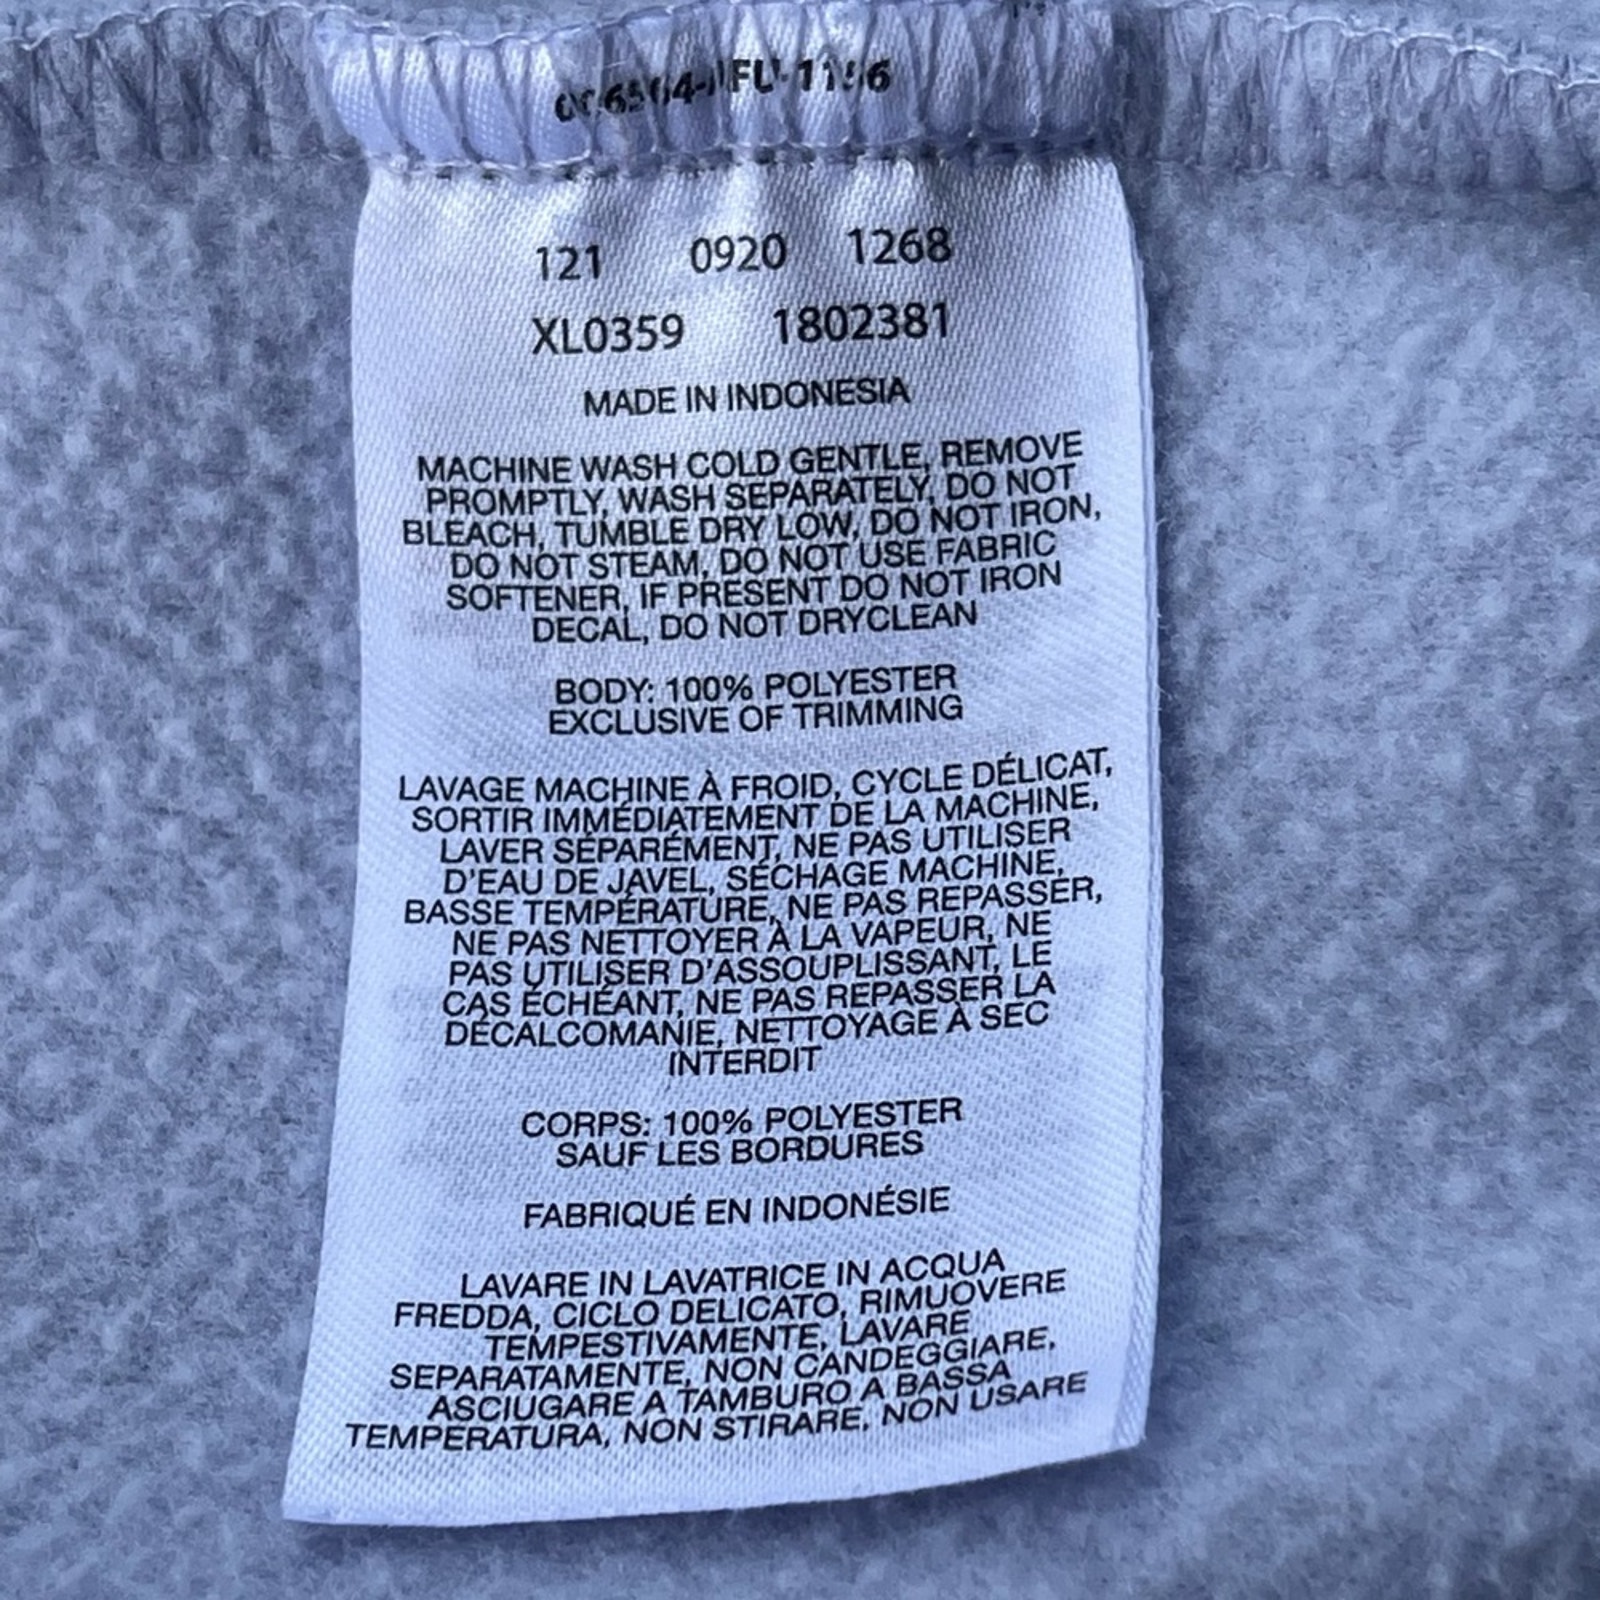 121 0920 1268
XL0359 1802381
MADE IN INDONESIA
MACHINE WASH COLD GENTLE, REMOVE
PROMPTLY, WASH SEPARATELY, DO NOT
BLEACH, TUMBLE DRY LOW, DO NOT IRON,
DO NOT STEAM, DO NOT USE FABRIC
SOFTENER, IF PRESENT DO NOT IRON
DECAL, DO NOT DRYCLEAN
BODY: 100% POLYESTER
EXCLUSIVE OF TRIMMING
LAVAGE MACHINE À FROID, CYCLE DÉLICAT,
SORTIR IMMÉDIATEMENT DE LA MACHINE,
LAVER SÉPARÉMENT, NE PAS UTILISER
D'EAU DE JAVEL, SÉCHAGE MACHINE,
BASSE TEMPÉRATURE, NE PAS REPASSER,
NE PAS NETTOYER À LA VAPEUR, NE
PAS UTILISER D'ASSOUPLISSANT, LE
CAS ÉCHÉANT, NE PAS REPASSER LA
DÉCALCOMANIE, NETTOYAGE À SEC
INTERDIT
CORPS: 100% POLYESTER
SAUF LES BORDURES
FABRIQUÉ EN INDONÉSIE
LAVARE IN LAVATRICE IN ACQUA
FREDDA, CICLO DELICATO, RIMUOVERE
TEMPESTIVAMENTE, LAVARE
SEPARATAMENTE, NON CANDEGGIARE,
ASCIUGARE A TAMBURO A BASSA
TEMPERATURA, NON STIRARE, NON USARE